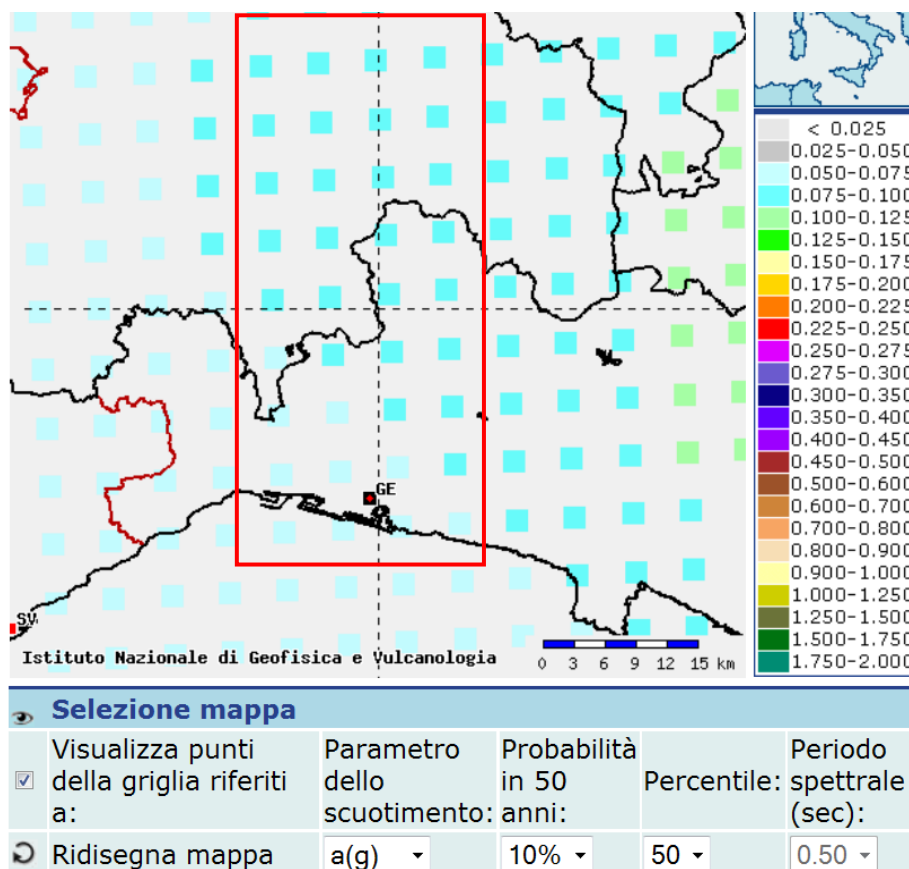 < 0.025
0.025-0.050
0.050-0.075
0.075-0.100
0.100-0.125
0.125-0.150
0.150-0.175
0.175-0.200
0.200-0.225
0.225-0.250
0.250-0.275
0.275-0.300
0.300-0.350
0.350-0.400
0.400-0.450
0.450-0.500
0.500-0.600
0.600-0.700
0.700-0.800
0.800-0.900
0.900-1.000
1.000-1.250
1.250-1.500
1.500-1.750
1.750-2.000
GE
SV
Istituto Nazionale di Geofisica e Vulcanologia
0 3 6 9 12 15 km
Selezione mappa
Visualizza punti della griglia riferiti a:
Parametro dello scuotimento:
Probabilità in 50 anni:
Percentile:
Periodo spettrale (sec):
Ridisegna mappa
a(g)
10%
50
0.50